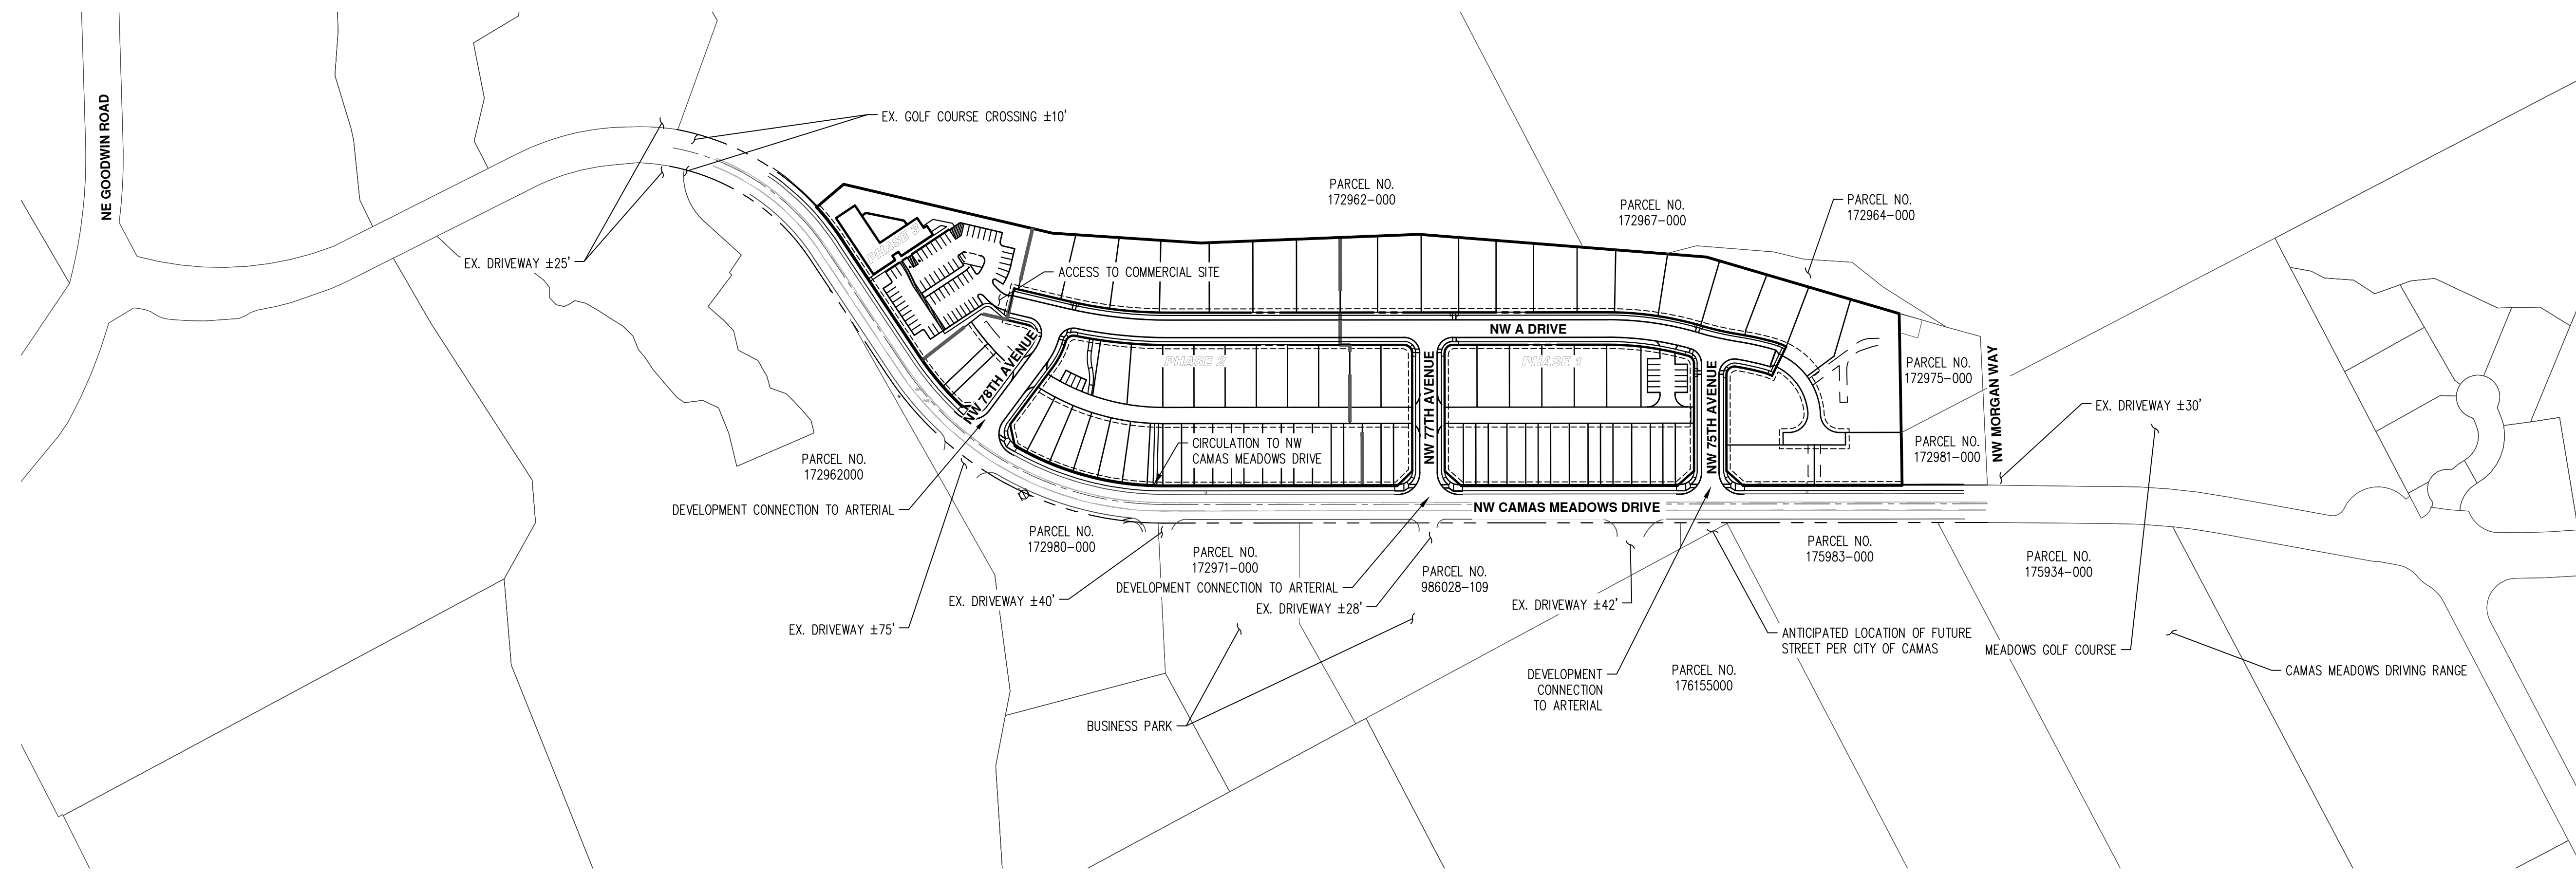 NE GOODWIN ROAD
EX. GOLF COURSE CROSSING ±10'
EX. DRIVEWAY ±25'
PARCEL NO.
172962-000
PARCEL NO.
172967-000
PARCEL NO.
172964-000
PHASE 3
ACCESS TO COMMERCIAL SITE
NW A DRIVE
NW 78TH AVENUE
PHASE 2
NW 77TH AVENUE
PHASE 1
NW 75TH AVENUE
PARCEL NO.
172975-000
NW MORGAN WAY
EX. DRIVEWAY ±30'
PARCEL NO.
172981-000
CIRCULATION TO NW
CAMAS MEADOWS DRIVE
PARCEL NO.
172962000
DEVELOPMENT CONNECTION TO ARTERIAL
NW CAMAS MEADOWS DRIVE
PARCEL NO.
172980-000
PARCEL NO.
172971-000
DEVELOPMENT CONNECTION TO ARTERIAL
PARCEL NO.
986028-109
PARCEL NO.
175983-000
PARCEL NO.
175934-000
EX. DRIVEWAY ±40'
EX. DRIVEWAY ±28'
EX. DRIVEWAY ±42'
EX. DRIVEWAY ±75'
ANTICIPATED LOCATION OF FUTURE
STREET PER CITY OF CAMAS
MEADOWS GOLF COURSE
CAMAS MEADOWS DRIVING RANGE
DEVELOPMENT
CONNECTION
TO ARTERIAL
PARCEL NO.
176155000
BUSINESS PARK